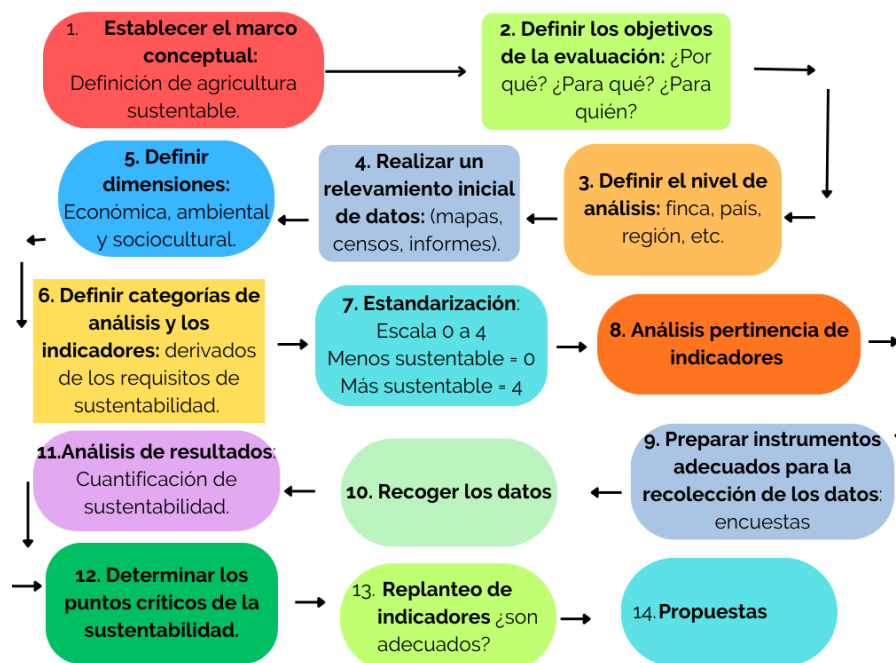 1. Establecer el marco
conceptual:
Definición de agricultura
sustentable.
2. Definir los objetivos
de la evaluación: ¿Por
qué? ¿Para qué? ¿Para
quién?
3. Definir el nivel de
análisis: finca, país,
región, etc.
4. Realizar un
relevamiento inicial
de datos: (mapas,
censos, informes).
5. Definir
dimensiones:
Económica, ambiental
y sociocultural.
6. Definir categorías de
análisis y los
indicadores: derivados
de los requisitos de
sustentabilidad.
7. Estandarización:
Escala 0 a 4
Menos sustentable = 0
Más sustentable = 4
8. Análisis pertinencia de
indicadores
9. Preparar instrumentos
adecuados para la
recolección de los datos:
encuestas
10. Recoger los datos
11.Análisis de resultados:
Cuantificación de
sustentabilidad.
12. Determinar los
puntos críticos de la
sustentabilidad.
13. Replanteo de
indicadores ¿son
adecuados?
14.Propuestas